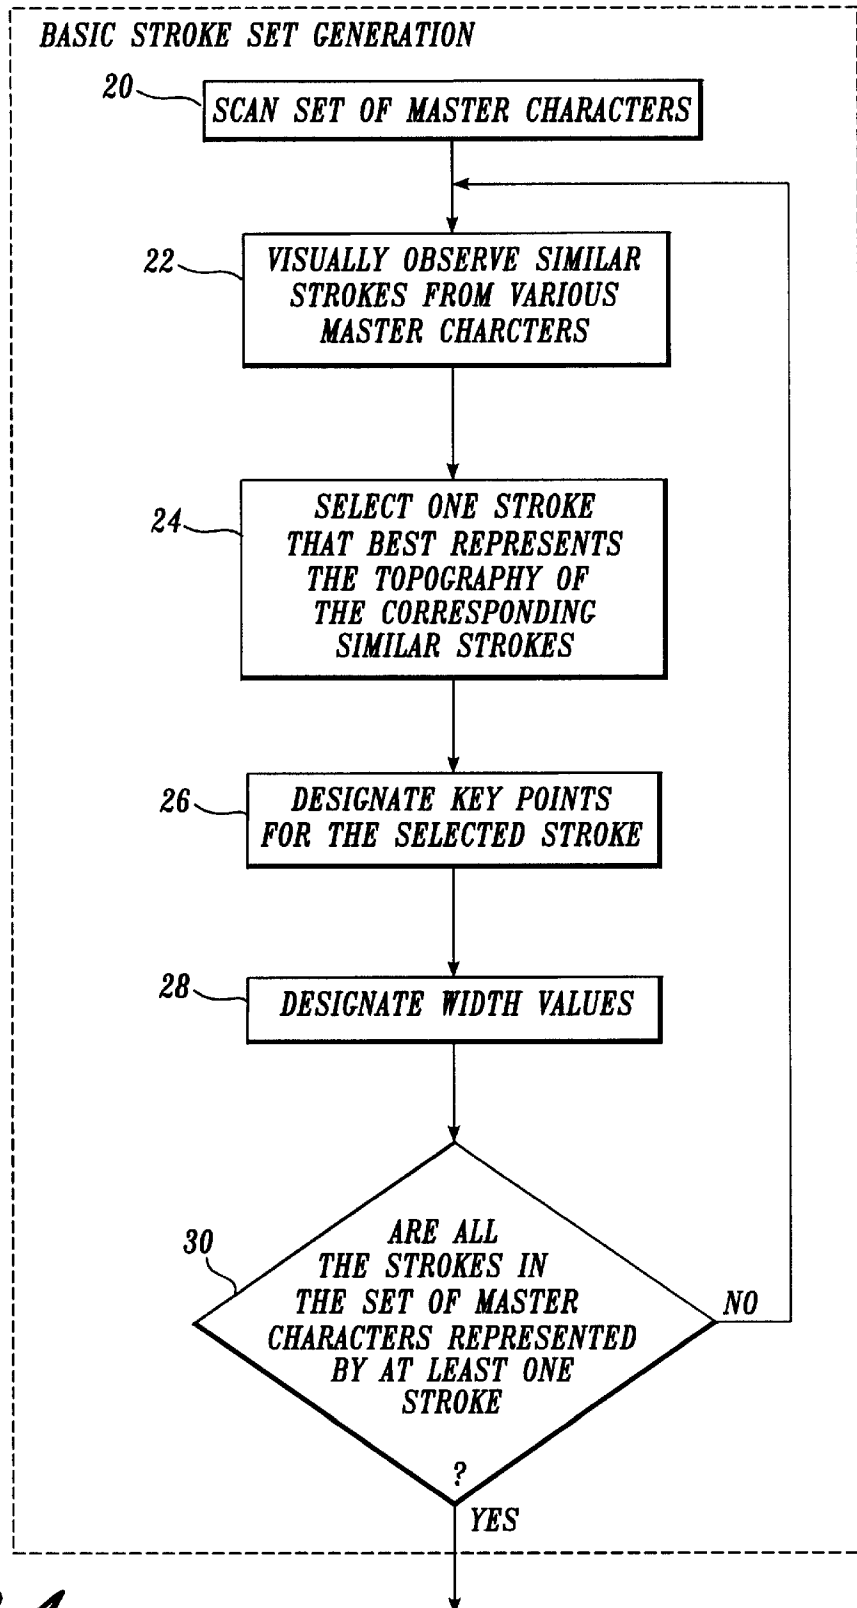 BASIC STROKE SET GENERATION
20
SCAN SET OF MASTER CHARACTERS
22
VISUALLY OBSERVE SIMILAR
STROKES FROM VARIOUS
MASTER CHARCTERS
24
SELECT ONE STROKE
THAT BEST REPRESENTS
THE TOPOGRAPHY OF
THE CORRESPONDING
SIMILAR STROKES
26
DESIGNATE KEY POINTS
FOR THE SELECTED STROKE
28
DESIGNATE WIDTH VALUES
30
ARE ALL
THE STROKES IN
THE SET OF MASTER
CHARACTERS REPRESENTED
BY AT LEAST ONE
STROKE
?
NO
YES